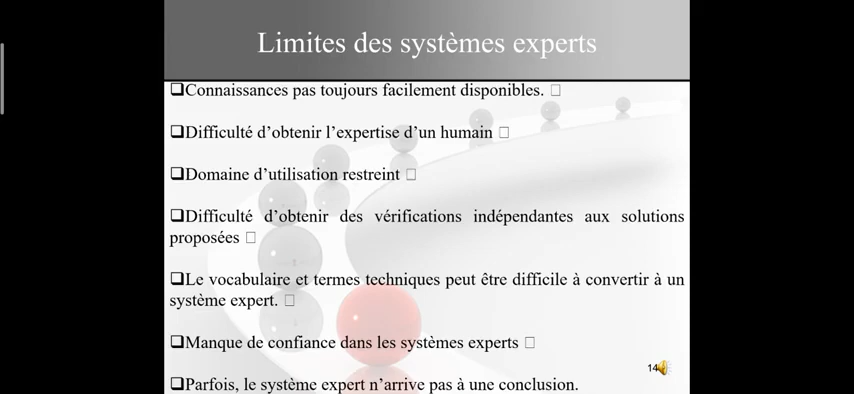 Limites des systèmes experts
❑Connaissances pas toujours facilement disponibles. 
❑Difficulté d’obtenir l’expertise d’un humain 
❑Domaine d’utilisation restreint 
❑Difficulté d’obtenir des vérifications indépendantes aux solutions
proposées 
❑Le vocabulaire et termes techniques peut être difficile à convertir à un
système expert. 
❑Manque de confiance dans les systèmes experts 
14
❑Parfois, le système expert n’arrive pas à une conclusion.